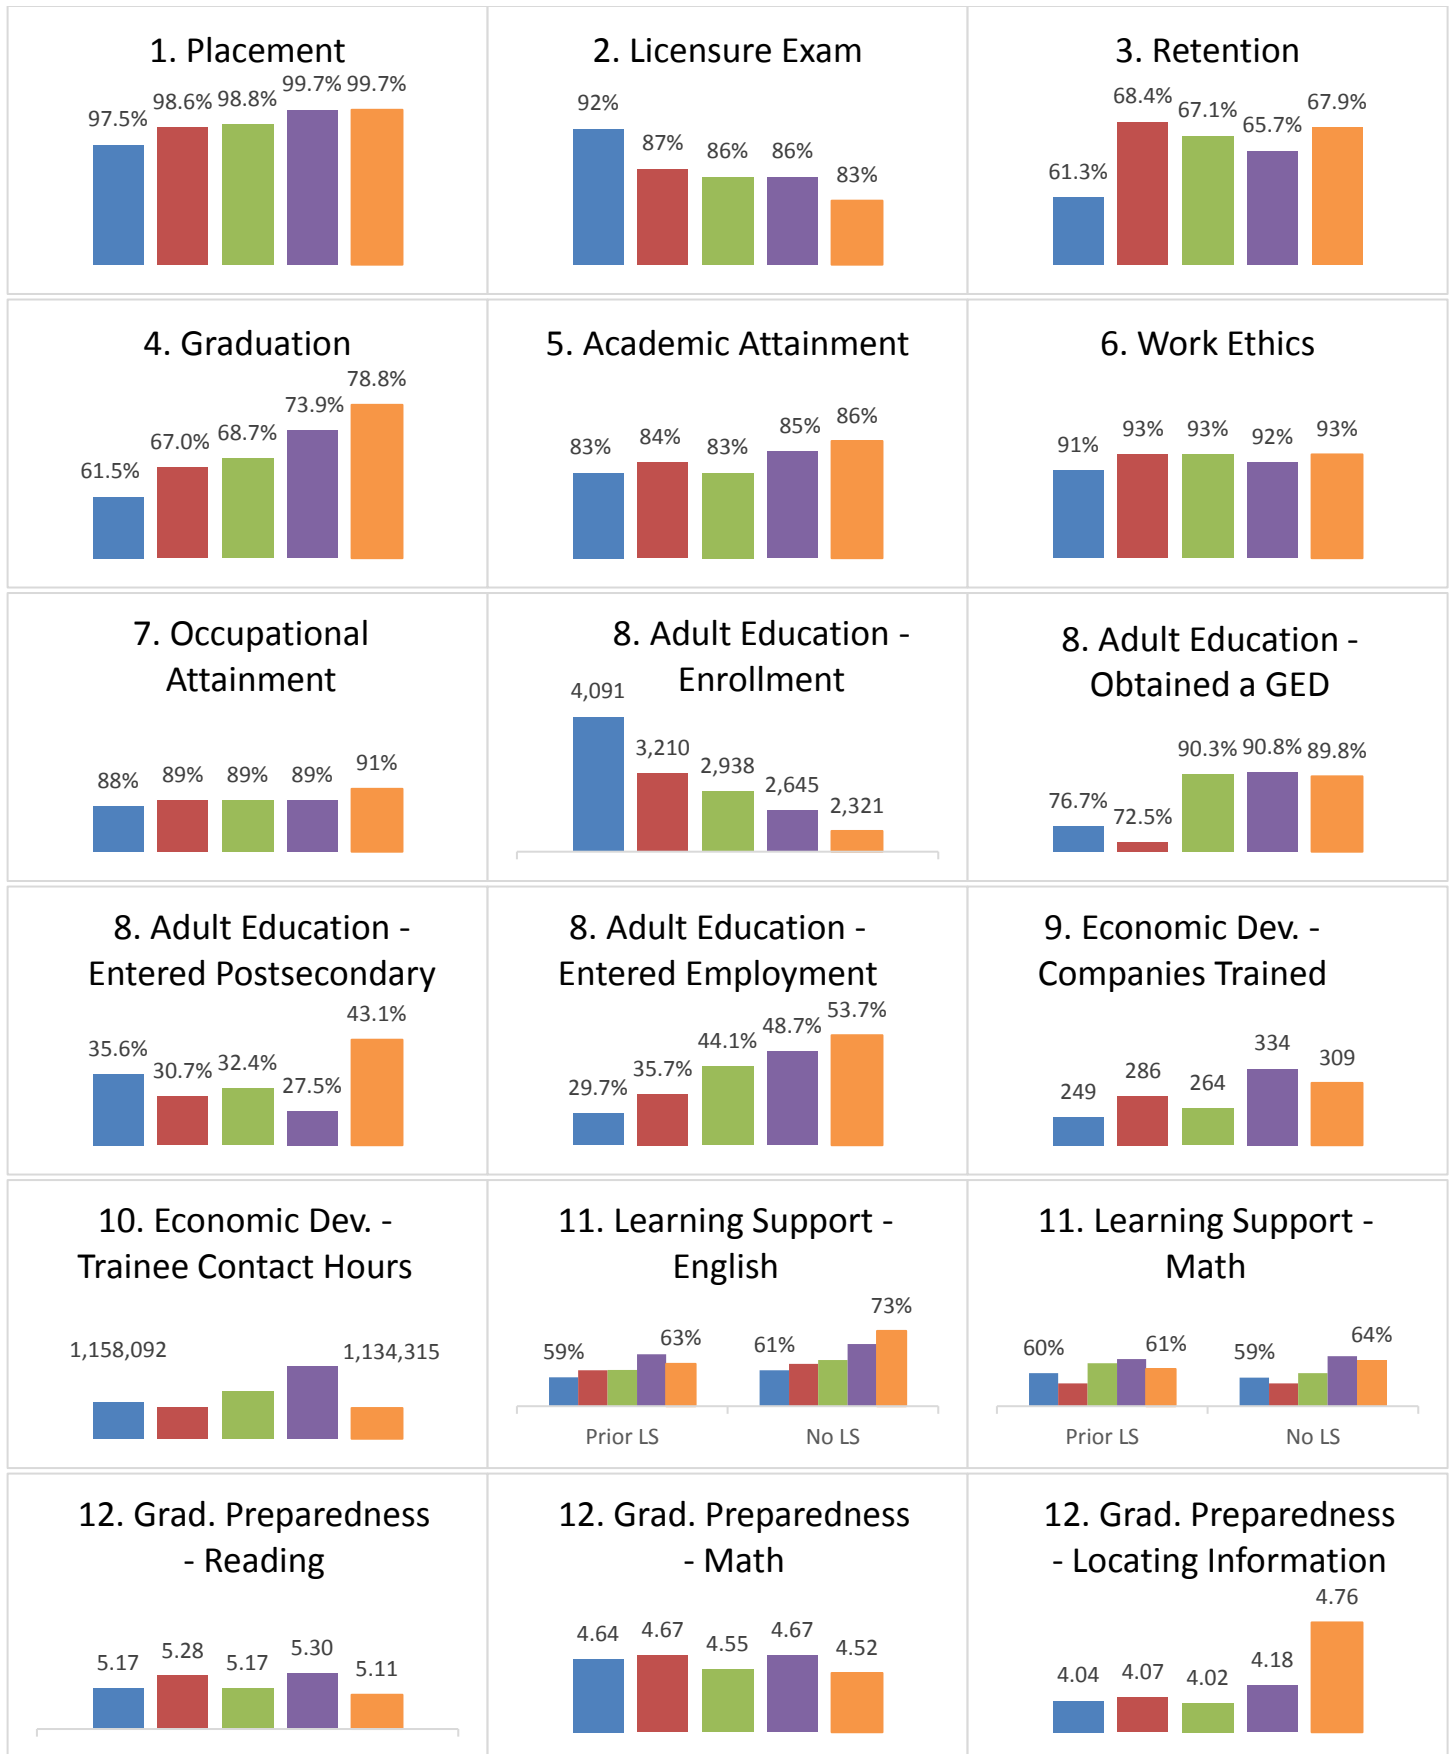 1. Placement
97.5%
98.6%
98.8%
99.7%
99.7%
2. Licensure Exam
92%
87%
86%
86%
83%
3. Retention
61.3%
68.4%
67.1%
65.7%
67.9%
4. Graduation
61.5%
67.0%
68.7%
73.9%
78.8%
5. Academic Attainment
83%
84%
83%
85%
86%
6. Work Ethics
91%
93%
93%
92%
93%
7. Occupational
Attainment
88%
89%
89%
89%
91%
8. Adult Education -
Enrollment
4,091
3,210
2,938
2,645
2,321
8. Adult Education -
Obtained a GED
76.7%
72.5%
90.3%
90.8%
89.8%
8. Adult Education -
Entered Postsecondary
35.6%
30.7%
32.4%
27.5%
43.1%
8. Adult Education -
Entered Employment
29.7%
35.7%
44.1%
48.7%
53.7%
9. Economic Dev. -
Companies Trained
249
286
264
334
309
10. Economic Dev. -
Trainee Contact Hours
1,158,092
1,134,315
11. Learning Support -
English
59%
63%
61%
73%
Prior LS
No LS
11. Learning Support -
Math
60%
61%
59%
64%
Prior LS
No LS
12. Grad. Preparedness
- Reading
5.17
5.28
5.17
5.30
5.11
12. Grad. Preparedness
- Math
4.64
4.67
4.55
4.67
4.52
12. Grad. Preparedness
- Locating Information
4.04
4.07
4.02
4.18
4.76